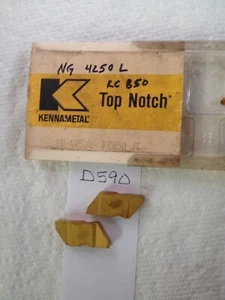 NG 4250 L
KC 850
Top Notch
KENNAMETAL
D590